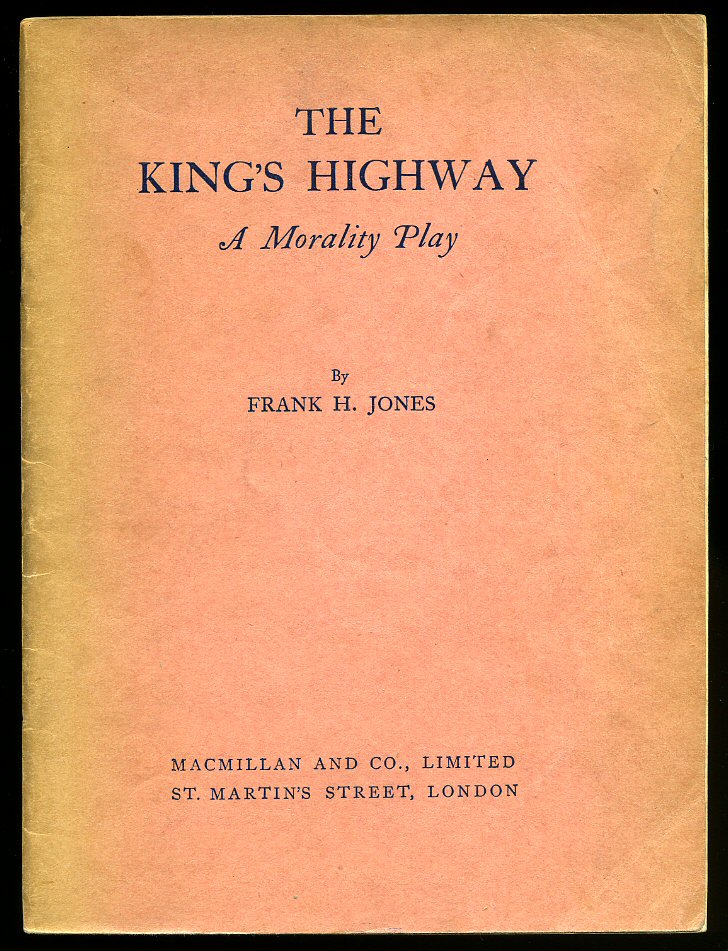 THE
KING'S HIGHWAY
A Morality Play
By
FRANK H. JONES
MACMILLAN AND CO., LIMITED
ST. MARTIN'S STREET, LONDON